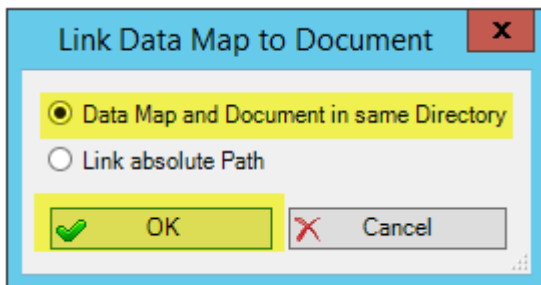 Link Data Map to Document
x
Data Map and Document in same Directory
Link absolute Path
OK Cancel